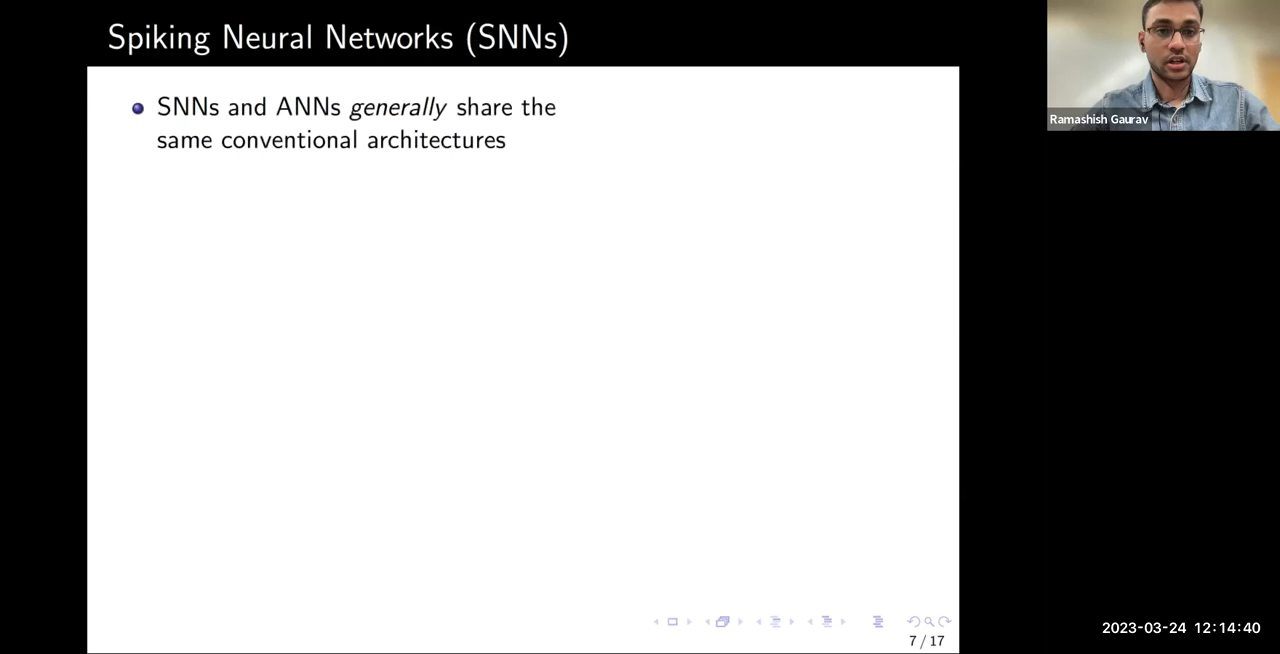 Spiking Neural Networks (SNNs)
SNNs and ANNs generally share the
same conventional architectures
Ramashish Gaurav
7 / 17
2023-03-24 12:14:40